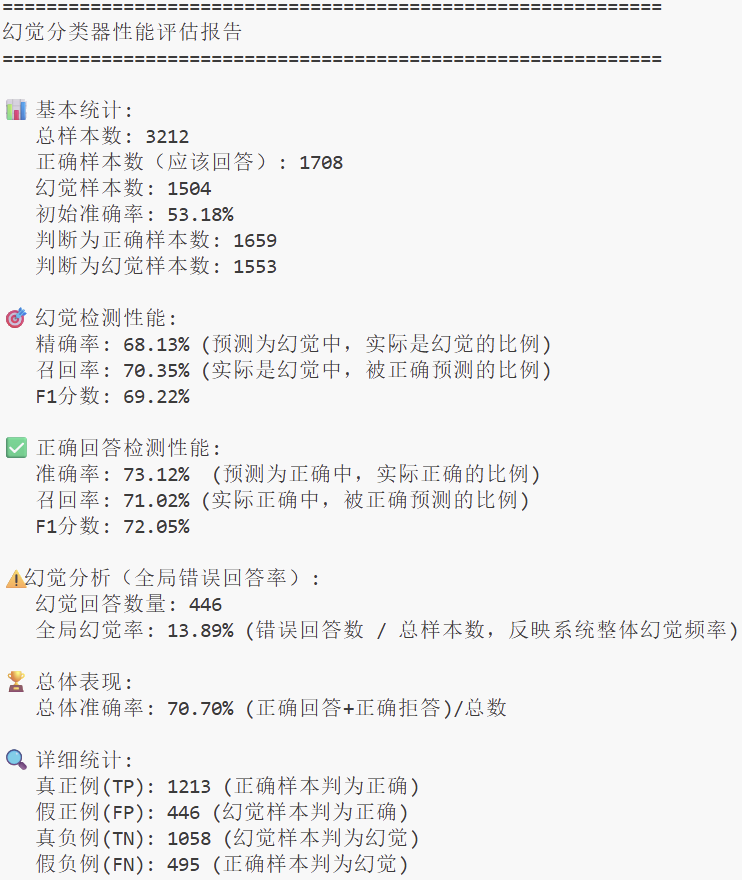 ============================================================
幻觉分类器性能评估报告
============================================================
📊 基本统计:
总样本数: 3212
正确样本数（应该回答）: 1708
幻觉样本数: 1504
初始准确率: 53.18%
判断为正确样本数: 1659
判断为幻觉样本数: 1553
🎯 幻觉检测性能:
精确率: 68.13% (预测为幻觉中，实际是幻觉的比例)
召回率: 70.35% (实际是幻觉中，被正确预测的比例)
F1分数: 69.22%
✅ 正确回答检测性能:
准确率: 73.12%  (预测为正确中，实际正确的比例)
召回率: 71.02% (实际正确中，被正确预测的比例)
F1分数: 72.05%
⚠️幻觉分析（全局错误回答率）:
幻觉回答数量: 446
全局幻觉率: 13.89% (错误回答数 / 总样本数，反映系统整体幻觉频率)
🏆 总体表现:
总体准确率: 70.70% (正确回答+正确拒答)/总数
🔍 详细统计:
真正例(TP): 1213 (正确样本判为正确)
假正例(FP): 446 (幻觉样本判为正确)
真负例(TN): 1058 (幻觉样本判为幻觉)
假负例(FN): 495 (正确样本判为幻觉)